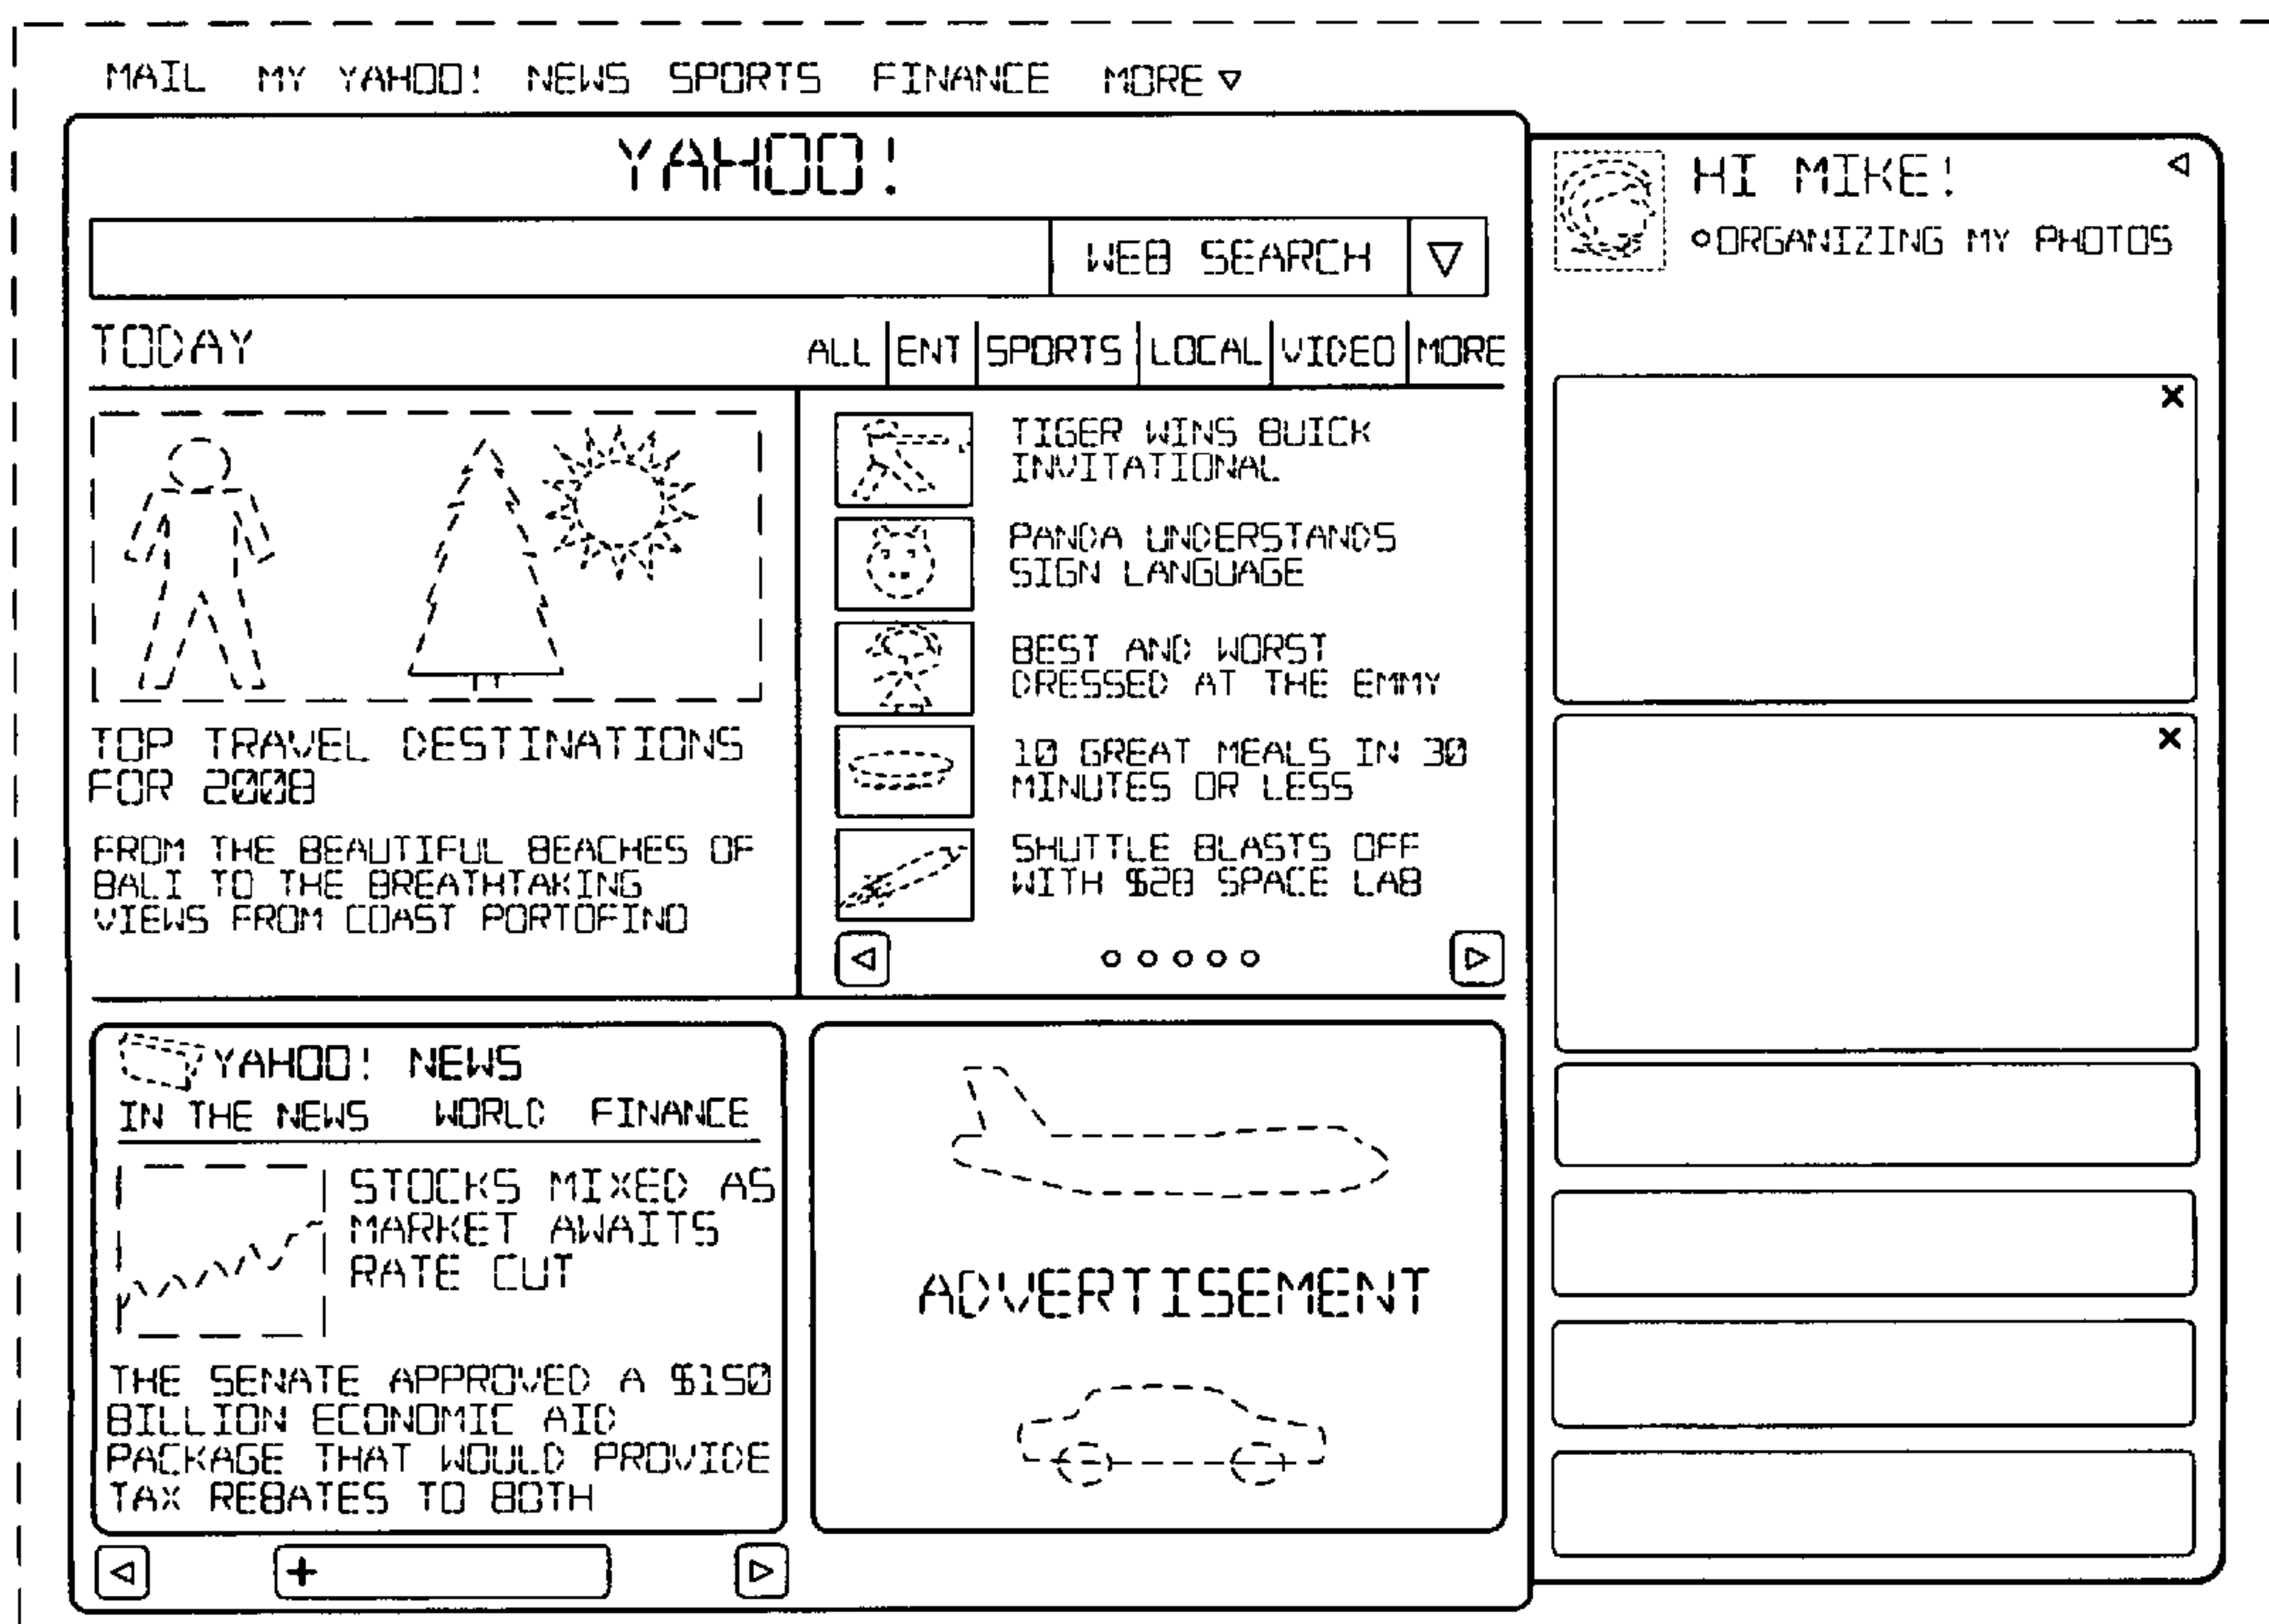 MAIL MY YAHOO! NEWS SPORTS FINANCE MORE
YAHOO!
WEB SEARCH
TODAY
ALL ENT SPORTS LOCAL VIDEO MORE
TOP TRAVEL DESTINATIONS
FOR 2008
FROM THE BEAUTIFUL BEACHES OF
BALI TO THE BREATHTAKING
VIEWS FROM COAST PORTOFINO
TIGER WINS BUICK
INVITATIONAL
PANDA UNDERSTANDS
SIGN LANGUAGE
BEST AND WORST
DRESSED AT THE EMMY
10 GREAT MEALS IN 30
MINUTES OR LESS
SHUTTLE BLASTS OFF
WITH $2B SPACE LAB
YAHOO! NEWS
IN THE NEWS WORLD FINANCE
STOCKS MIXED AS
MARKET AWAITS
RATE CUT
THE SENATE APPROVED A $150
BILLION ECONOMIC AID
PACKAGE THAT WOULD PROVIDE
TAX REBATES TO BOTH
ADVERTISEMENT
HI MIKE!
ORGANIZING MY PHOTOS